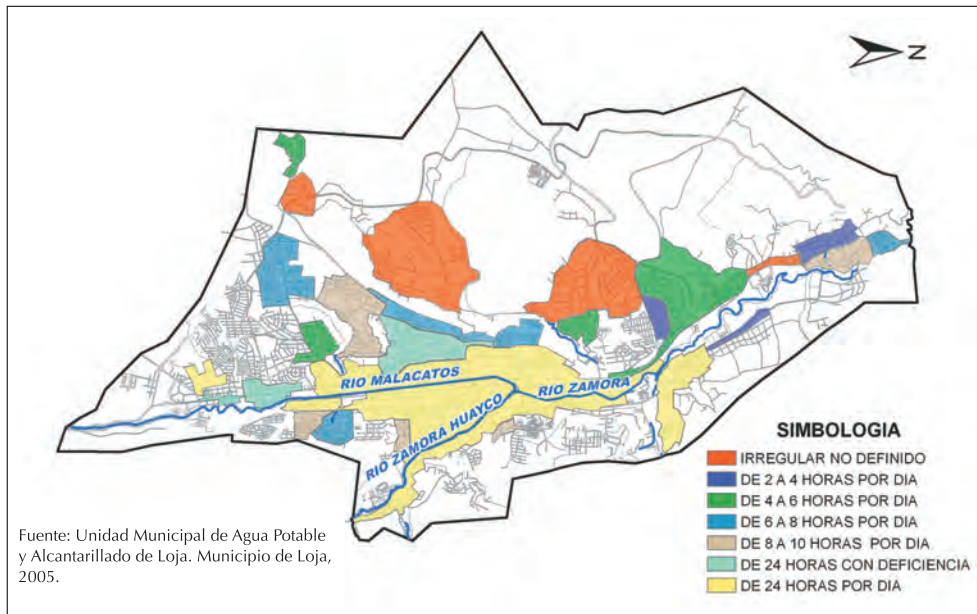 N
RIO MALACATOS
RIO ZAMORA
RIO ZAMORA HUAYCO
SIMBOLOGIA
IRREGULAR NO DEFINIDO
DE 2 A 4 HORAS POR DIA
DE 4 A 6 HORAS POR DIA
DE 6 A 8 HORAS POR DIA
DE 8 A 10 HORAS POR DIA
DE 24 HORAS CON DEFICIENCIA
DE 24 HORAS POR DIA
Fuente: Unidad Municipal de Agua Potable
y Alcantarillado de Loja. Municipio de Loja,
2005.